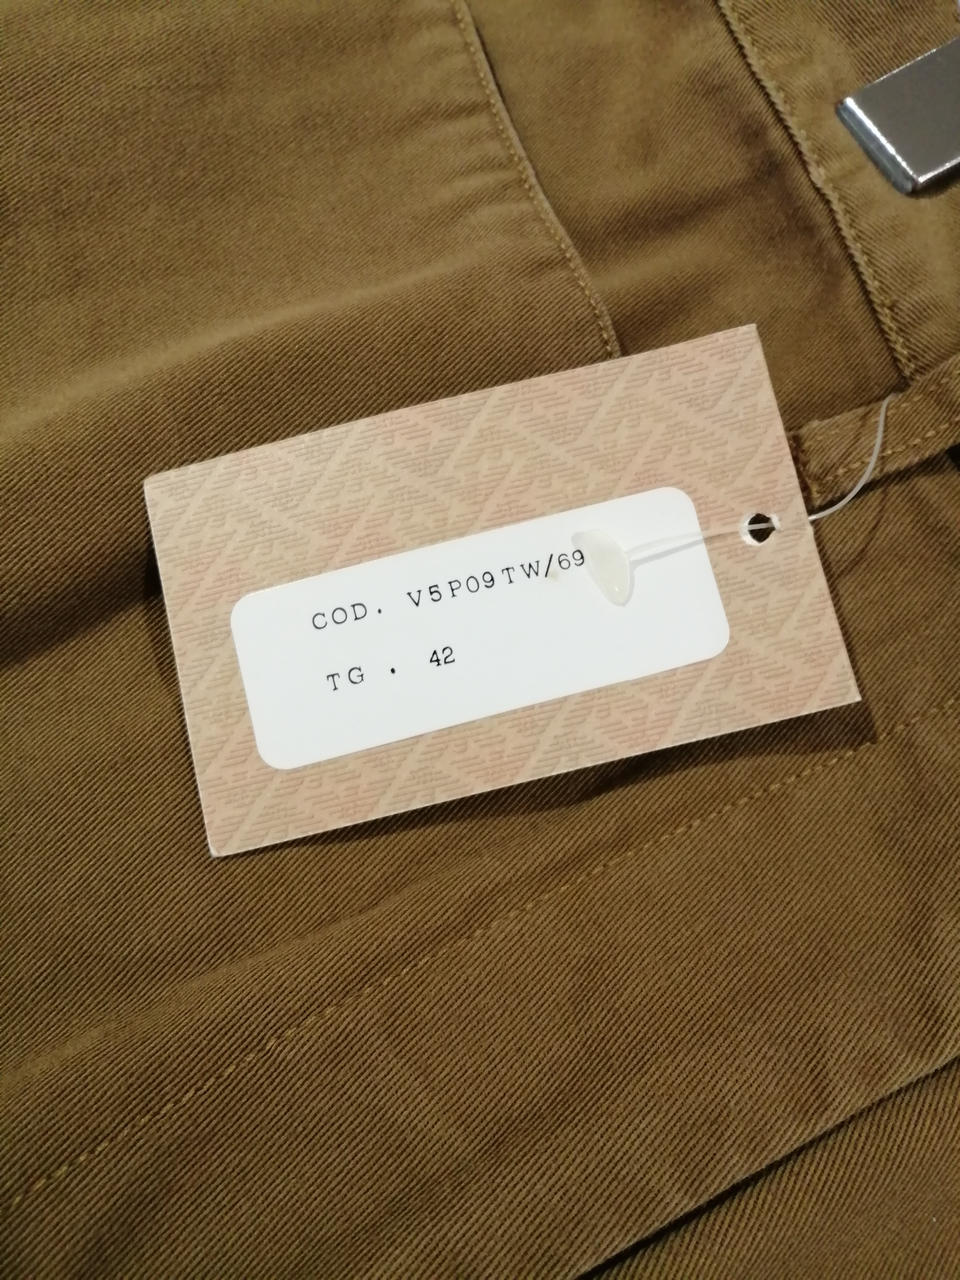 COD. V5P09TW/69
TG . 42